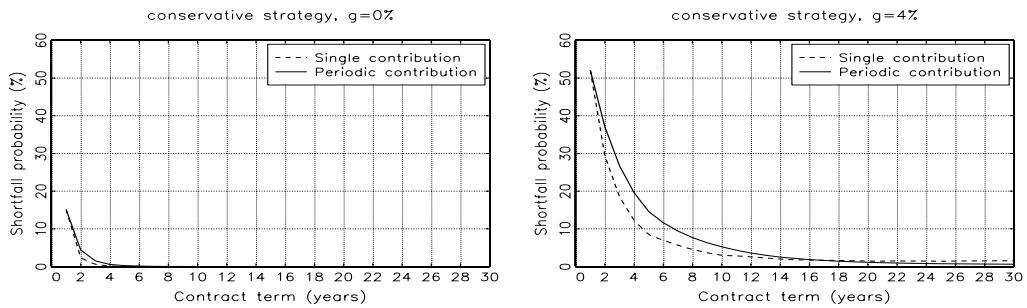 conservative strategy, g=0%
Shortfall probability (%)
60
50
40
30
20
10
0
Single contribution
Periodic contribution
0 2 4 6 8 10 12 14 16 18 20 22 24 26 28 30
Contract term (years)
conservative strategy, g=4%
Shortfall probability (%)
60
50
40
30
20
10
0
Single contribution
Periodic contribution
0 2 4 6 8 10 12 14 16 18 20 22 24 26 28 30
Contract term (years)